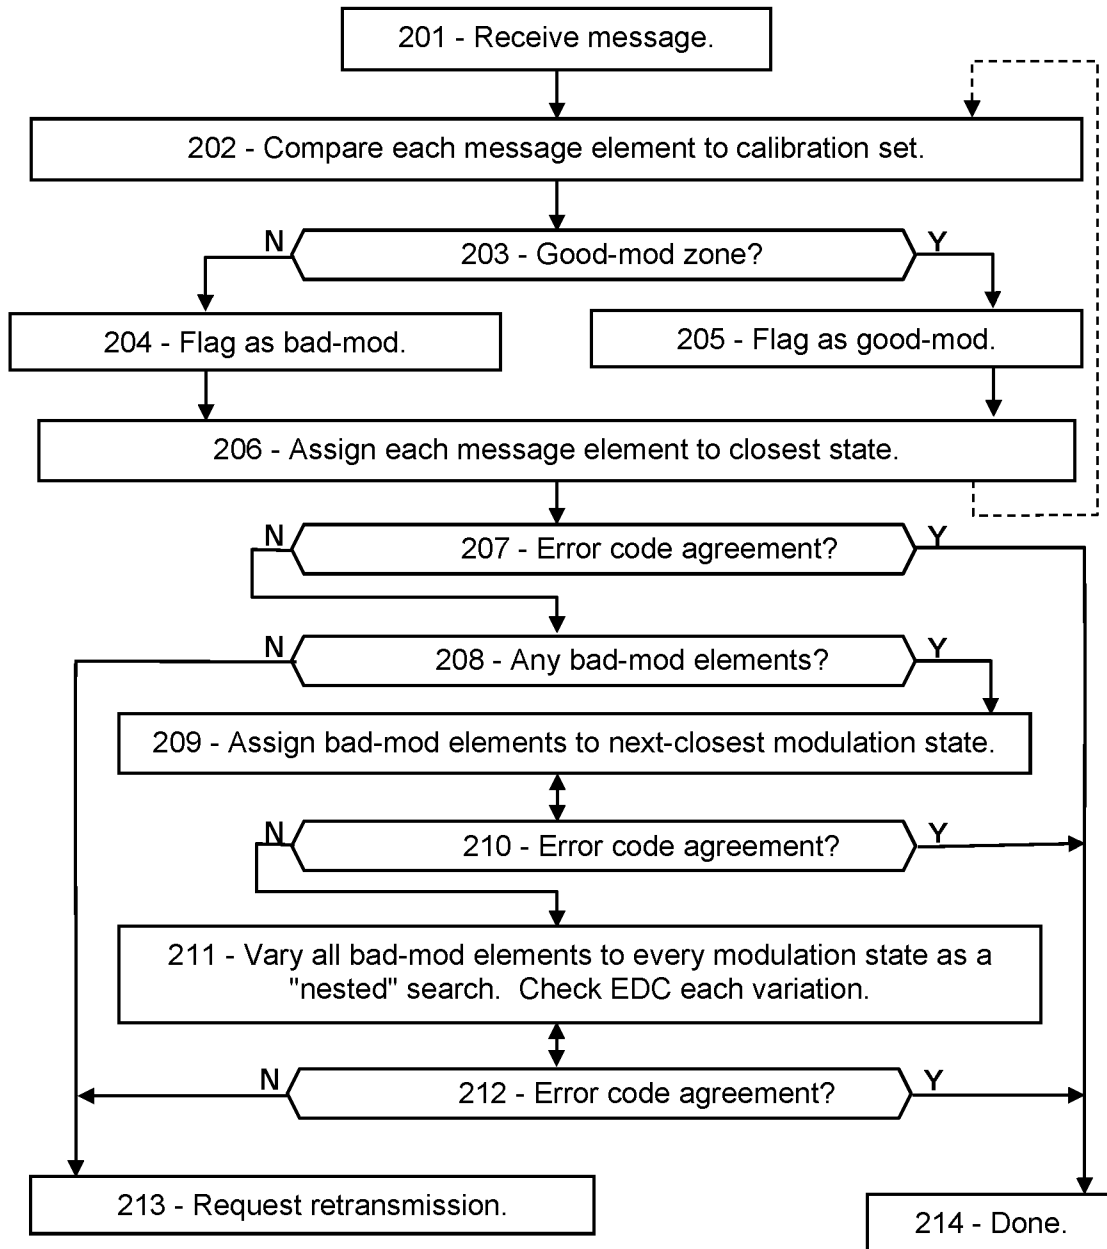 201 - Receive message.
202 - Compare each message element to calibration set.
N
203 - Good-mod zone?
Y
204 - Flag as bad-mod.
205 - Flag as good-mod.
206 - Assign each message element to closest state.
N
207 - Error code agreement?
Y
N
208 - Any bad-mod elements?
Y
209 - Assign bad-mod elements to next-closest modulation state.
N
210 - Error code agreement?
Y
211 - Vary all bad-mod elements to every modulation state as a
"nested" search.  Check EDC each variation.
N
212 - Error code agreement?
Y
213 - Request retransmission.
214 - Done.